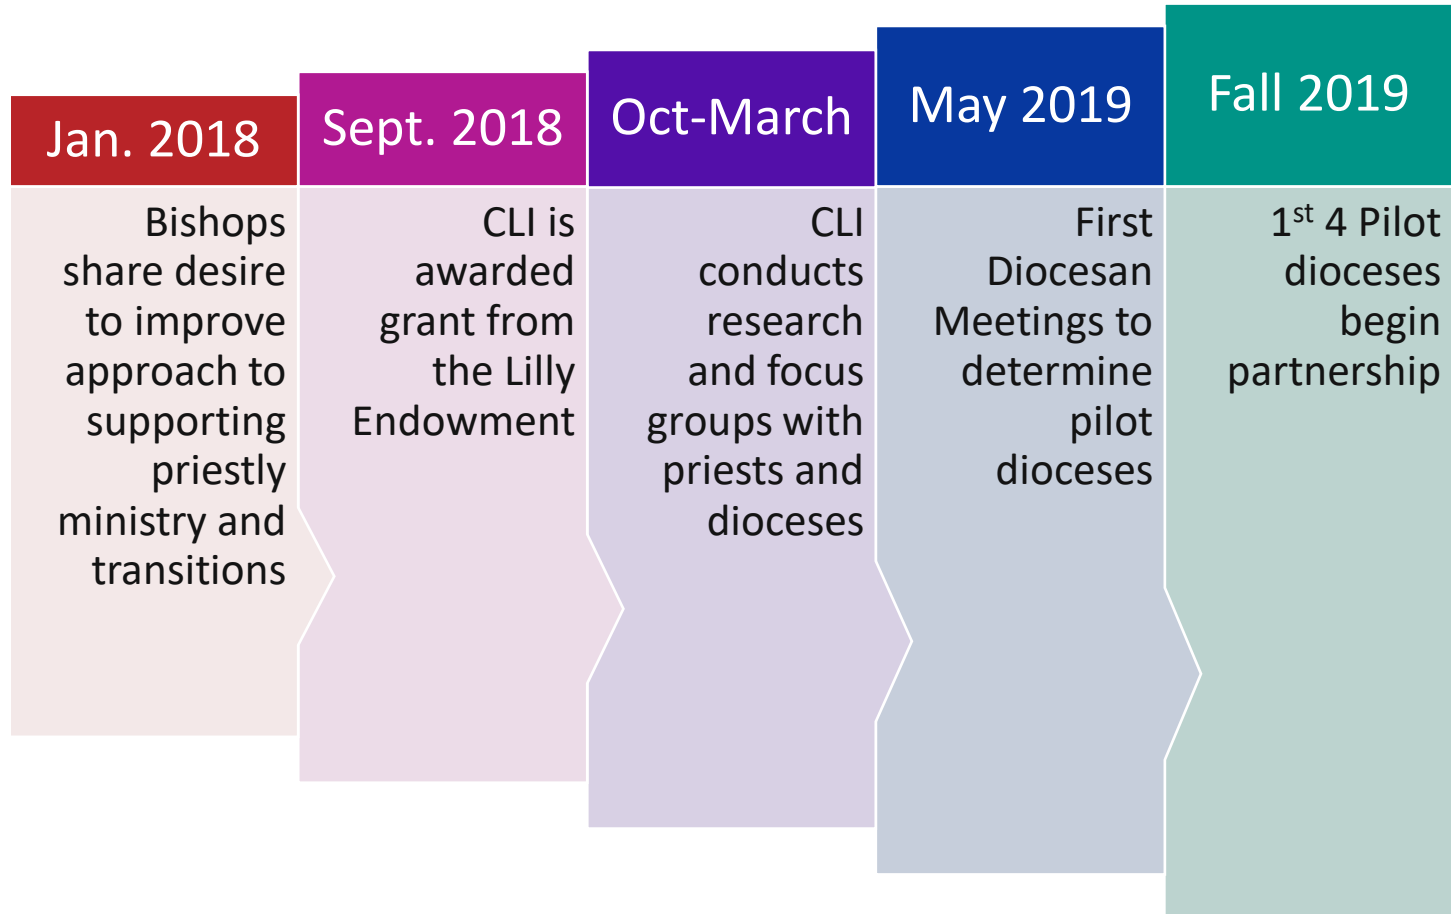 Jan. 2018
Bishops
share desire
to improve
approach to
supporting
priestly
ministry and
transitions
Sept. 2018
CLI is
awarded
grant from
the Lilly
Endowment
Oct-March
CLI
conducts
research
and focus
groups with
priests and
dioceses
May 2019
First
Diocesan
Meetings to
determine
pilot
dioceses
Fall 2019
1st 4 Pilot
dioceses
begin
partnership